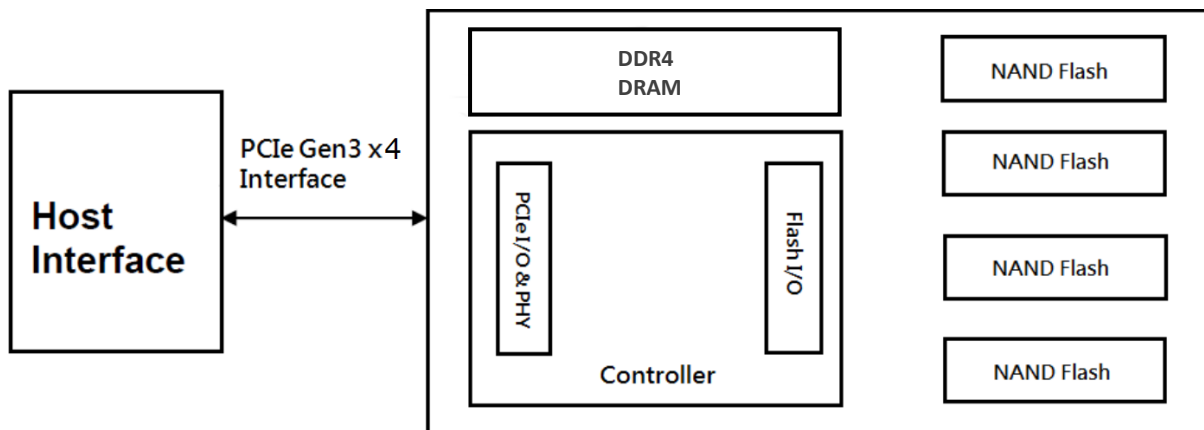 Host
Interface
PCIe Gen3 x4
Interface
DDR4
DRAM
PCIe I/O & PHY
Flash I/O
Controller
NAND Flash
NAND Flash
NAND Flash
NAND Flash